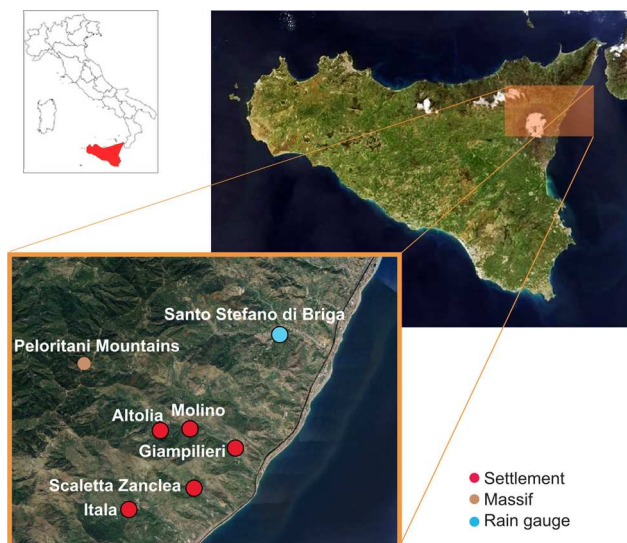 Santo Stefano di Briga
Peloritani Mountains
Altolia
Molino
Giampilieri
Scaletta Zanclea
Itala
Settlement
Massif
Rain gauge